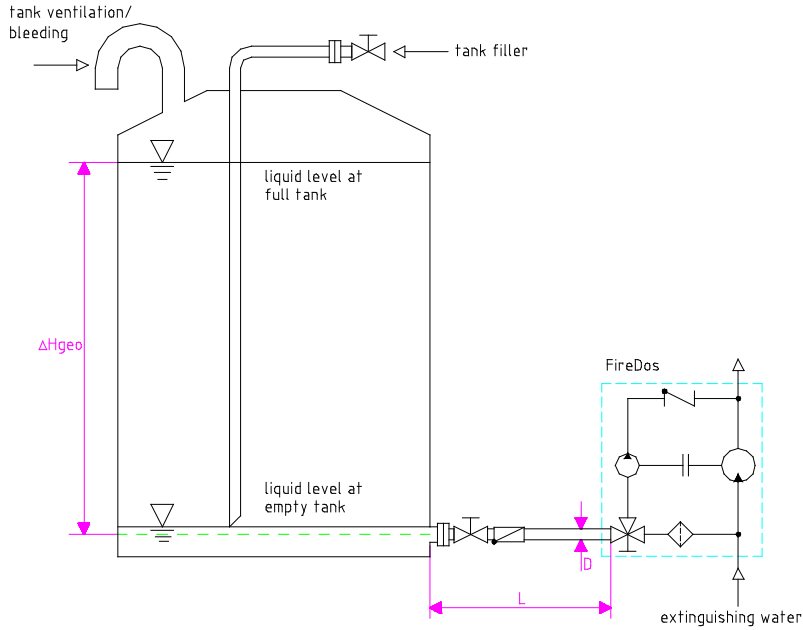 tank ventilation/
bleeding
tank filler
liquid level at
full tank
ΔHgeo
FireDos
liquid level at
empty tank
D
L
extinguishing water